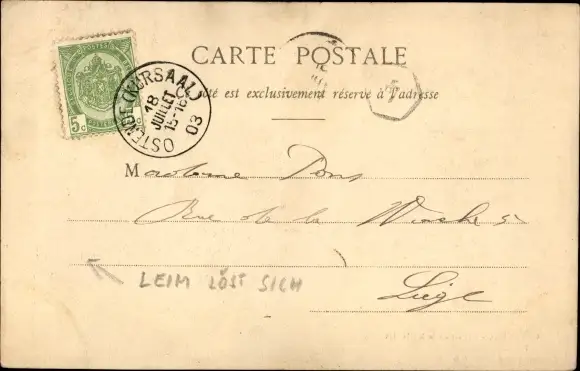 CARTE POSTALE
Ce côté est exclusivement réservé à l'adresse
OSTENDE (KURSAAL)
18
JUILLET
15-16
03
5c
Madame Pons
Rue de la
Liège
LEIM LÖST SICH